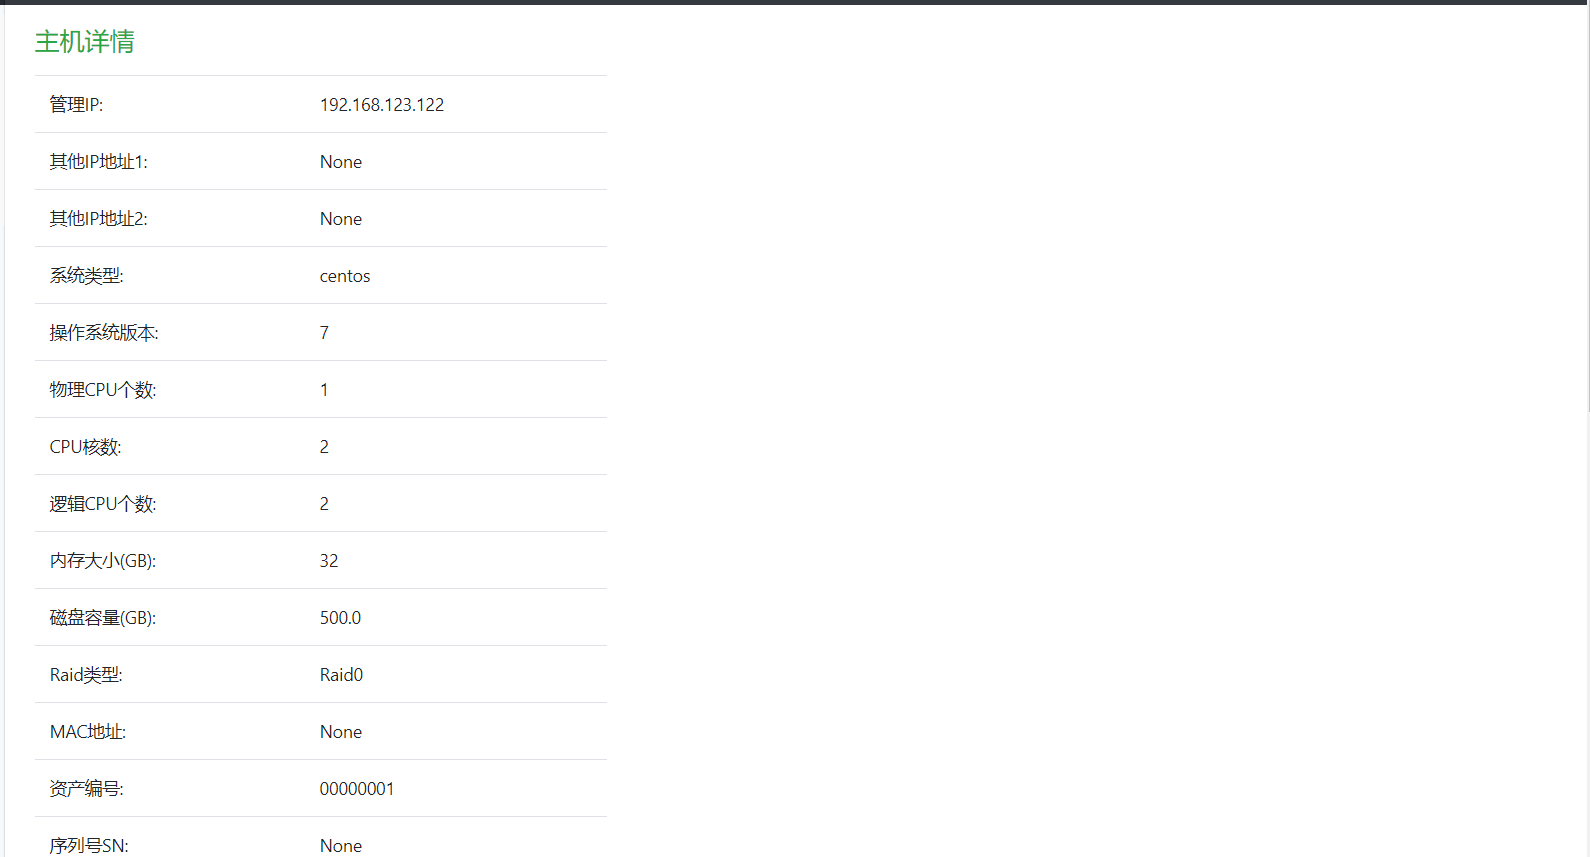 主机详情
管理IP: 192.168.123.122
其他IP地址1: None
其他IP地址2: None
系统类型: centos
操作系统版本: 7
物理CPU个数: 1
CPU核数: 2
逻辑CPU个数: 2
内存大小(GB): 32
磁盘容量(GB): 500.0
Raid类型: Raid0
MAC地址: None
资产编号: 00000001
序列号SN: None